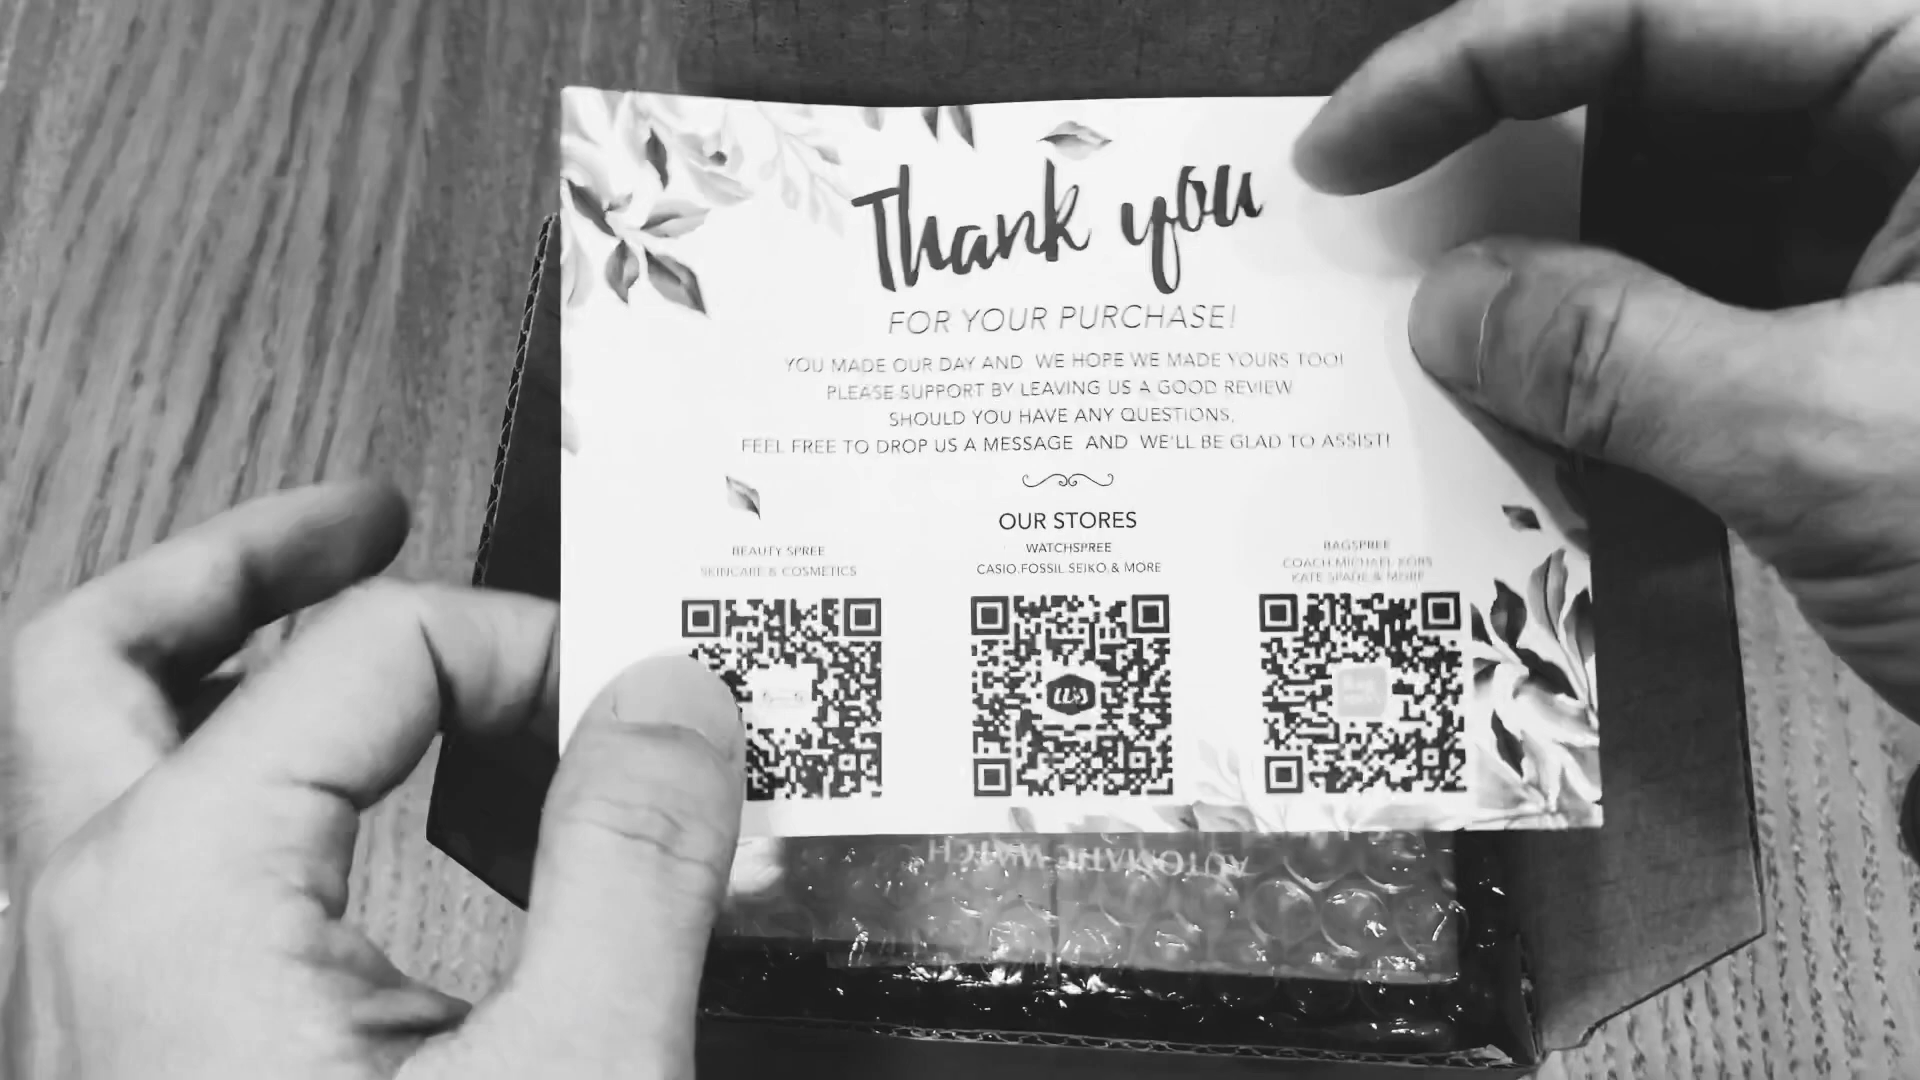 Thank you
FOR YOUR PURCHASE!
YOU MADE OUR DAY AND WE HOPE WE MADE YOURS TOO!
PLEASE SUPPORT BY LEAVING US A GOOD REVIEW
SHOULD YOU HAVE ANY QUESTIONS,
FEEL FREE TO DROP US A MESSAGE AND WE'LL BE GLAD TO ASSIST!
OUR STORES
BEAUTY SPREE
SKINCARE & COSMETICS
WATCHSPREE
CASIO,FOSSIL,SEIKO & MORE
BAGSPREE
COACH,MICHAEL KORS
KATE SPADE & MORE
ws
AUTOMATIC WATCH